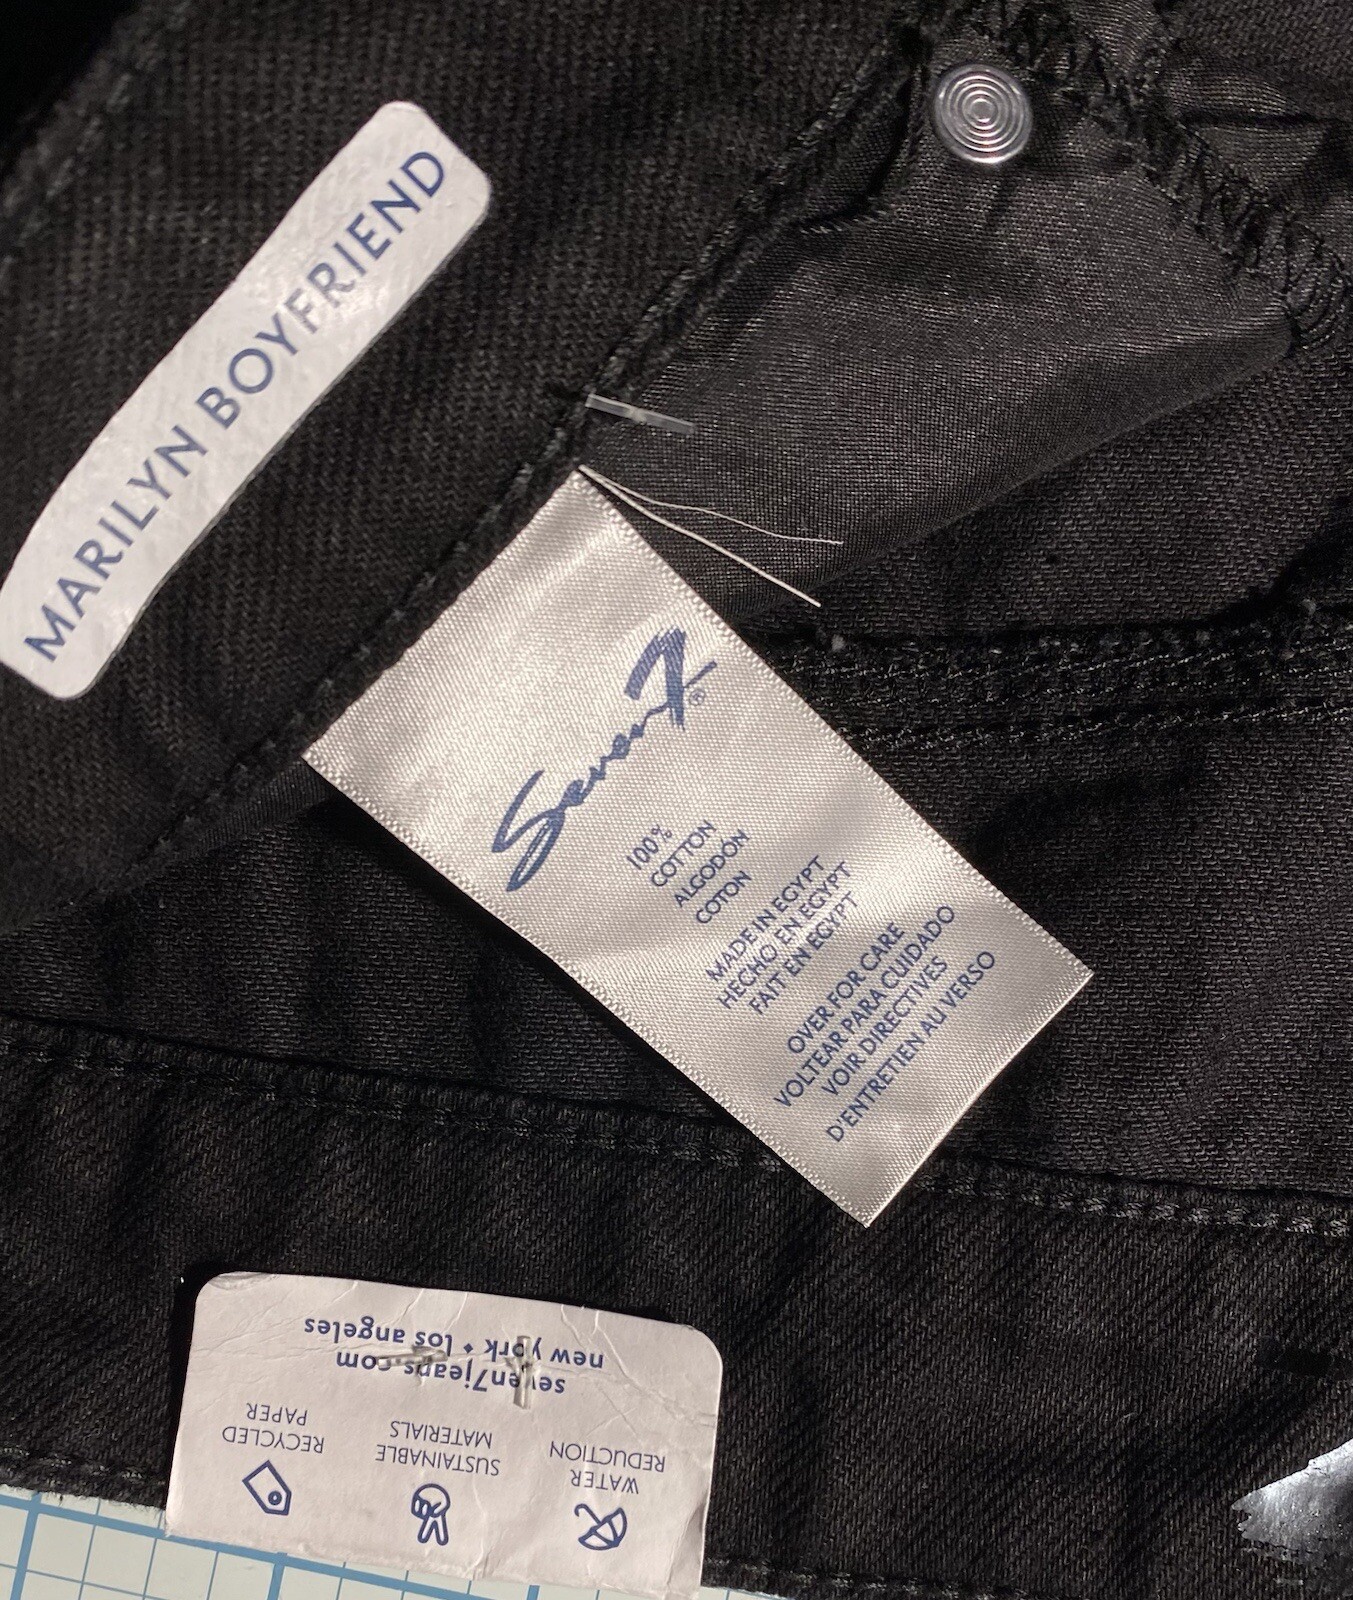 MARILYN BOYFRIEND
Seven7®
100%
COTTON
ALGODÓN
COTON
MADE IN EGYPT
HECHO EN EGYPT
FAIT EN EGYPT
OVER FOR CARE
VOLTEAR PARA CUIDADO
VOIR DIRECTIVES
D'ENTRETIEN AU VERSO
WATER
REDUCTION
SUSTAINABLE
MATERIALS
RECYCLED
PAPER
seven7jeans.com
new york • los angeles